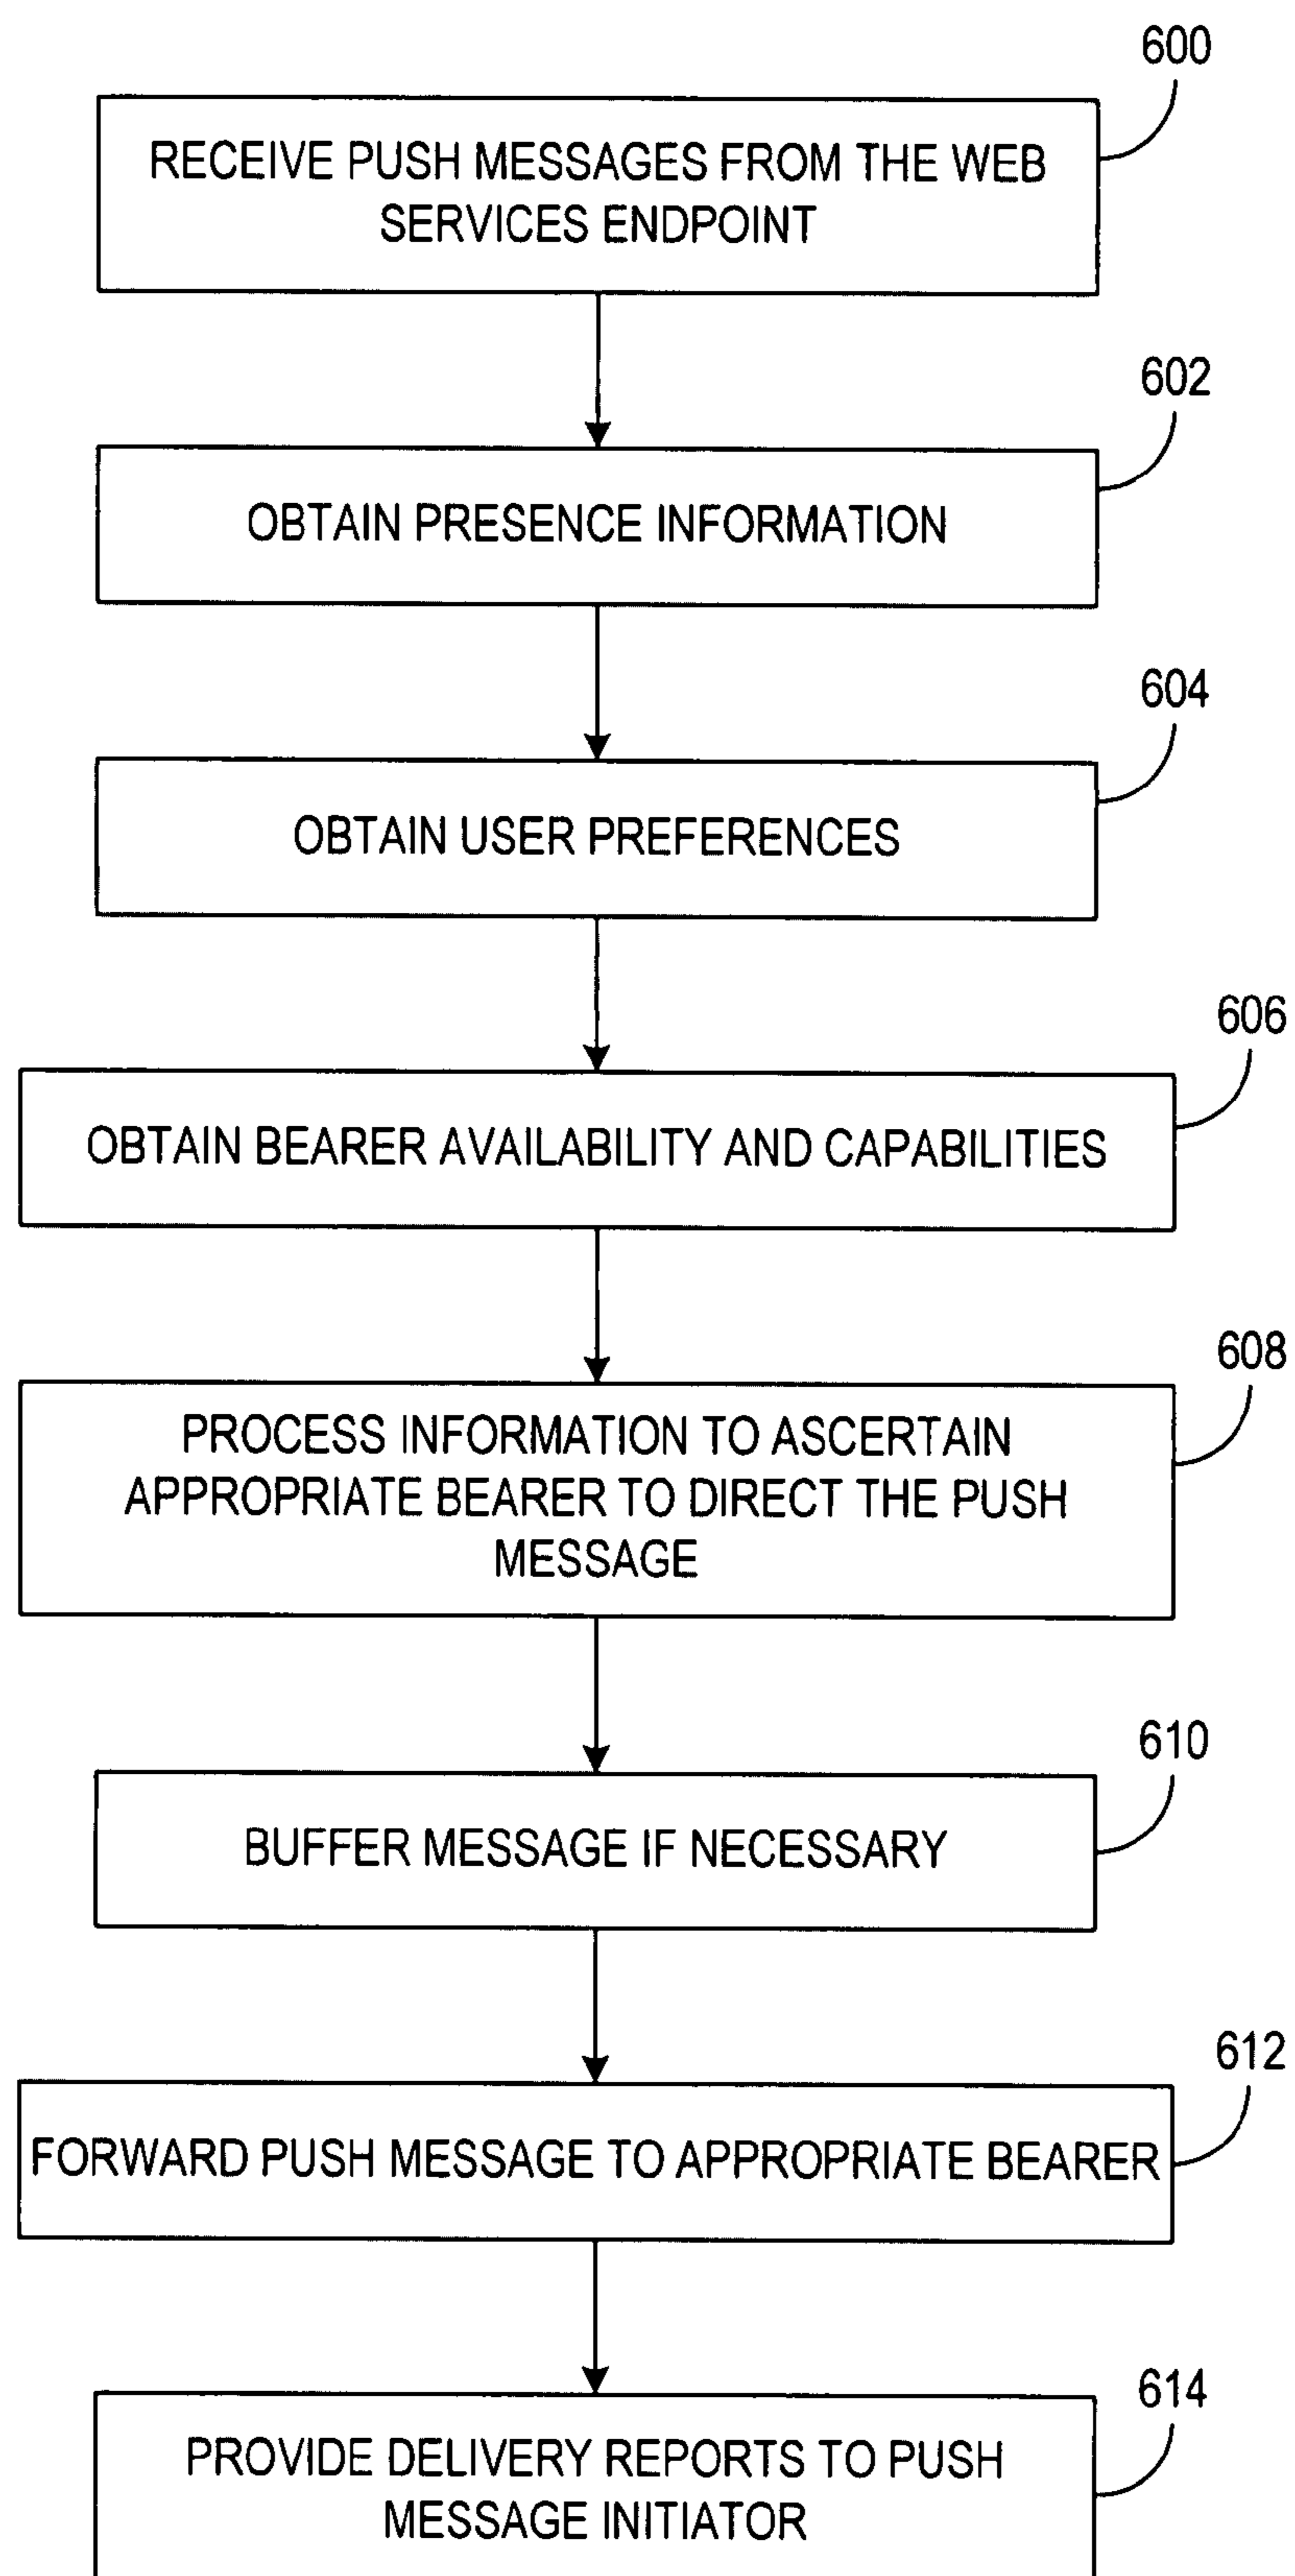 600
RECEIVE PUSH MESSAGES FROM THE WEB
SERVICES ENDPOINT
602
OBTAIN PRESENCE INFORMATION
604
OBTAIN USER PREFERENCES
606
OBTAIN BEARER AVAILABILITY AND CAPABILITIES
608
PROCESS INFORMATION TO ASCERTAIN
APPROPRIATE BEARER TO DIRECT THE PUSH
MESSAGE
610
BUFFER MESSAGE IF NECESSARY
612
FORWARD PUSH MESSAGE TO APPROPRIATE BEARER
614
PROVIDE DELIVERY REPORTS TO PUSH
MESSAGE INITIATOR